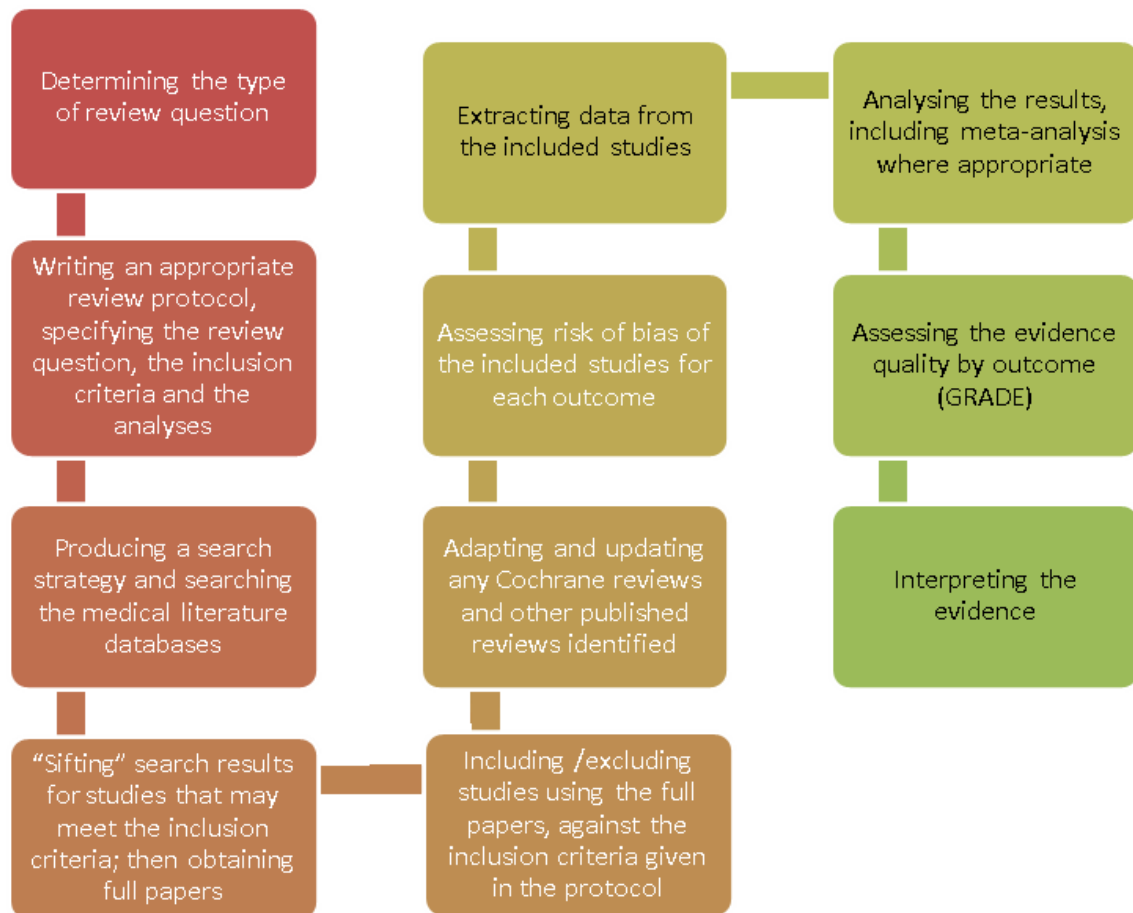 Determining the type
of review question
Writing an appropriate
review protocol,
specifying the review
question, the inclusion
criteria and the
analyses
Producing a search
strategy and searching
the medical literature
databases
“Sifting” search results
for studies that may
meet the inclusion
criteria; then obtaining
full papers
Including /excluding
studies using the full
papers, against the
inclusion criteria given
in the protocol
Adapting and updating
any Cochrane reviews
and other published
reviews identified
Assessing risk of bias of
the included studies for
each outcome
Extracting data from
the included studies
Analysing the results,
including meta-analysis
where appropriate
Assessing the evidence
quality by outcome
(GRADE)
Interpreting the
evidence